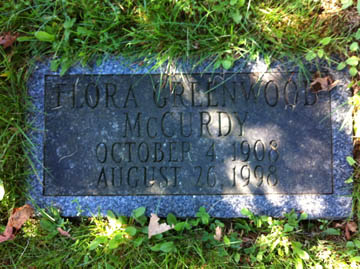 FLORA GREENWOOD
McCURDY
OCTOBER 4, 1908
AUGUST 26, 1998